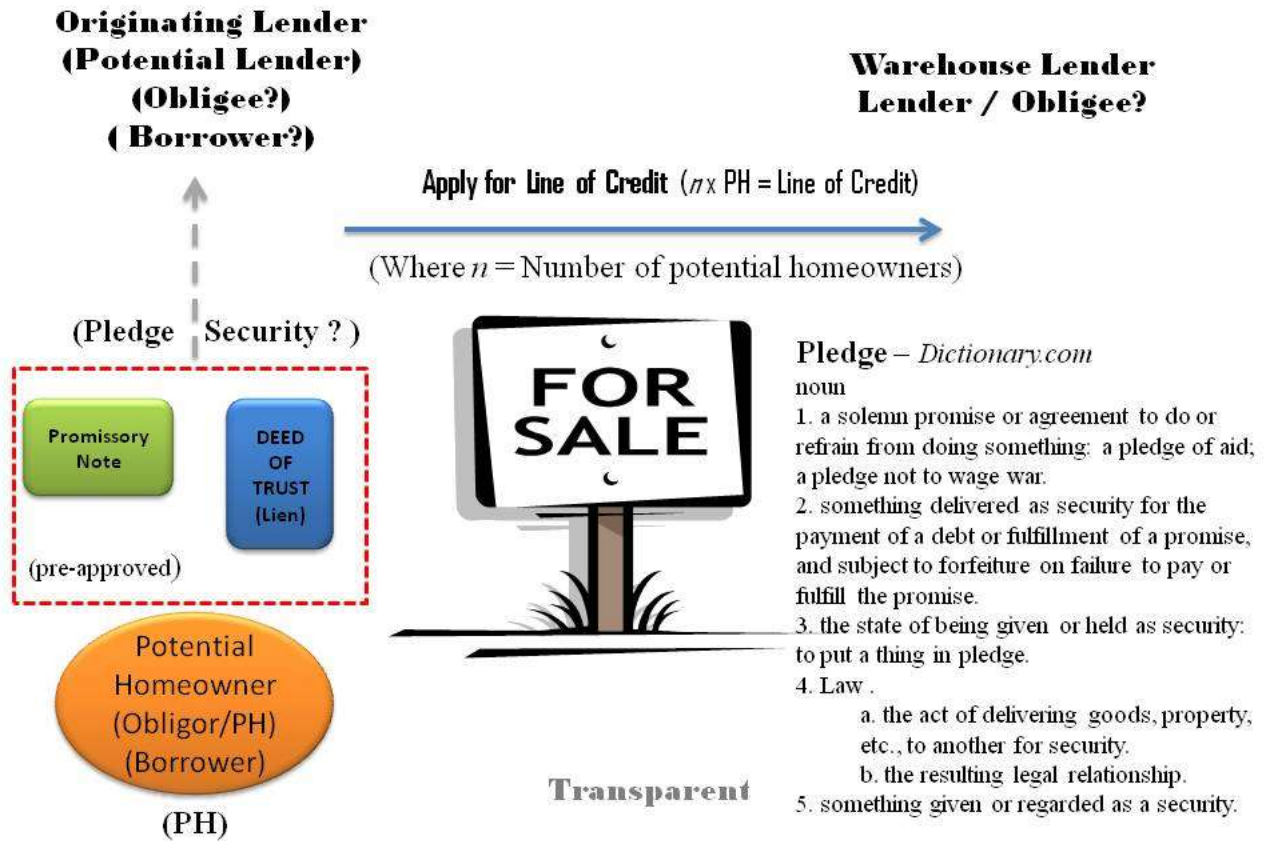 Originating Lender
(Potential Lender)
(Obligee?)
( Borrower?)
Warehouse Lender
Lender / Obligee?
Apply for Line of Credit (n x PH = Line of Credit)
(Where n = Number of potential homeowners)
(Pledge Security ? )
Promissory
Note
DEED
OF
TRUST
(Lien)
(pre-approved)
Potential
Homeowner
(Obligor/PH)
(Borrower)
(PH)
FOR
SALE
Transparent
Pledge – Dictionary.com
noun
1. a solemn promise or agreement to do or
refrain from doing something: a pledge of aid;
a pledge not to wage war.
2. something delivered as security for the
payment of a debt or fulfillment of a promise,
and subject to forfeiture on failure to pay or
fulfill the promise.
3. the state of being given or held as security:
to put a thing in pledge.
4. Law .
a. the act of delivering goods, property,
etc., to another for security.
b. the resulting legal relationship.
5. something given or regarded as a security.